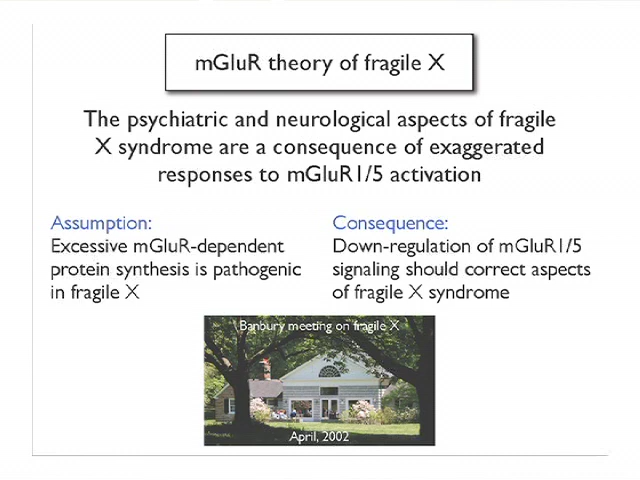 mGluR theory of fragile X
The psychiatric and neurological aspects of fragile
X syndrome are a consequence of exaggerated
responses to mGluR1/5 activation
Assumption:
Excessive mGluR-dependent
protein synthesis is pathogenic
in fragile X
Consequence:
Down-regulation of mGluR1/5
signaling should correct aspects
of fragile X syndrome
Banbury meeting on fragile X
April, 2002